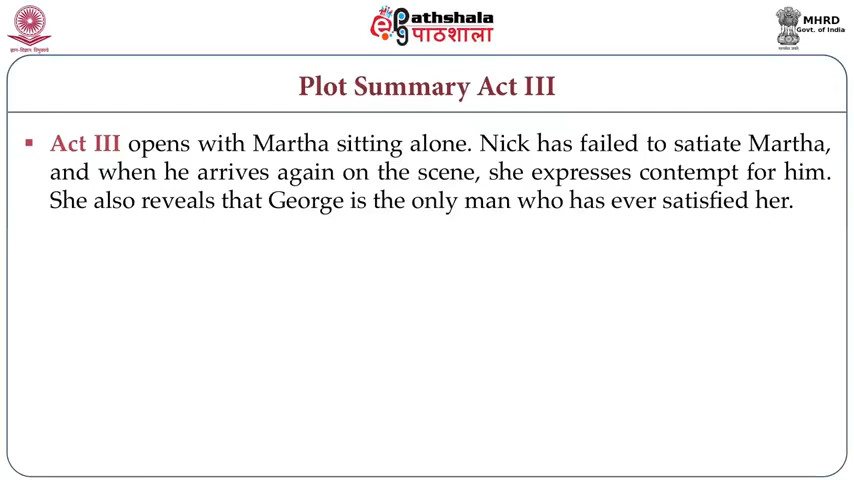 ePathshala
पाठशाला
MHRD
Govt. of India
Plot Summary Act III
▪ Act III opens with Martha sitting alone. Nick has failed to satiate Martha,
and when he arrives again on the scene, she expresses contempt for him.
She also reveals that George is the only man who has ever satisfied her.